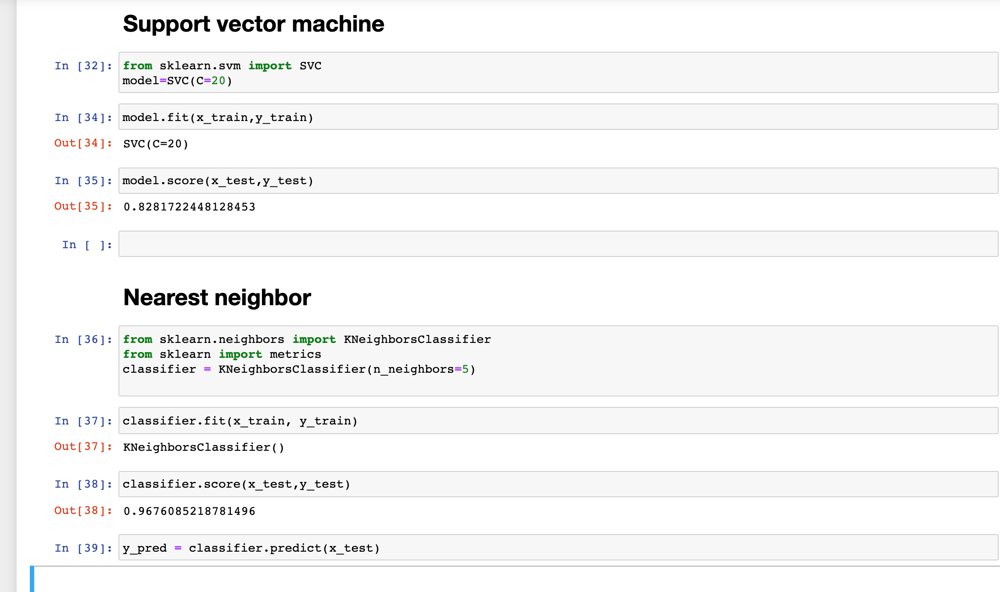 Support vector machine
In [32]: from sklearn.svm import SVC
model=SVC(C=20)
In [34]: model.fit(x_train,y_train)
Out[34]: SVC(C=20)
In [35]: model.score(x_test,y_test)
Out[35]: 0.8281722448128453
In [ ]:
Nearest neighbor
In [36]: from sklearn.neighbors import KNeighborsClassifier
from sklearn import metrics
classifier = KNeighborsClassifier(n_neighbors=5)
In [37]: classifier.fit(x_train, y_train)
Out[37]: KNeighborsClassifier()
In [38]: classifier.score(x_test,y_test)
Out[38]: 0.9676085218781496
In [39]: y_pred = classifier.predict(x_test)